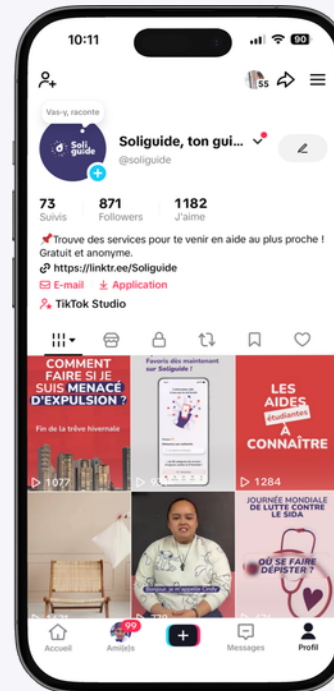 10:11
90
55
Vas-y, raconte
Soli
guide
Soliguide, ton gui...
@soliguide
73
871
1182
Suivis
Followers
J'aime
📌Trouve des services pour te venir en aide au plus proche !
Gratuit et anonyme.
https://linktr.ee/Soliguide
E-mail
Application
TikTok Studio
COMMENT
FAIRE SI JE
SUIS MENACÉ
D'EXPULSION ?
Fin de la trêve hivernale
1077
Favoris dès maintenant
sur Soliguide !
LES
AIDES
étudiantes
À
CONNAÎTRE
1284
Bonjour, je m'appelle Cindy
JOURNÉE MONDIALE
DE LUTTE CONTRE
LE SIDA
OÙ SE FAIRE
DÉPISTER ?
99
Accueil
Ami(e)s
Messages
Profil